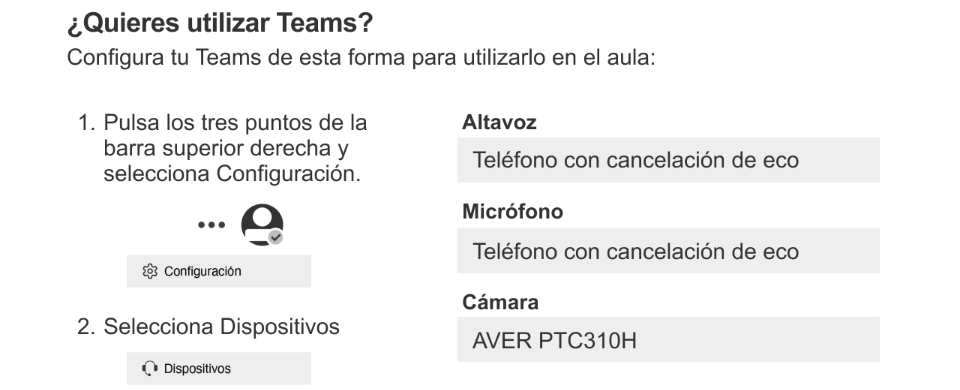 ¿Quieres utilizar Teams?
Configura tu Teams de esta forma para utilizarlo en el aula:
1. Pulsa los tres puntos de la
barra superior derecha y
selecciona Configuración.
Configuración
2. Selecciona Dispositivos
Dispositivos
Altavoz
Teléfono con cancelación de eco
Micrófono
Teléfono con cancelación de eco
Cámara
AVER PTC310H